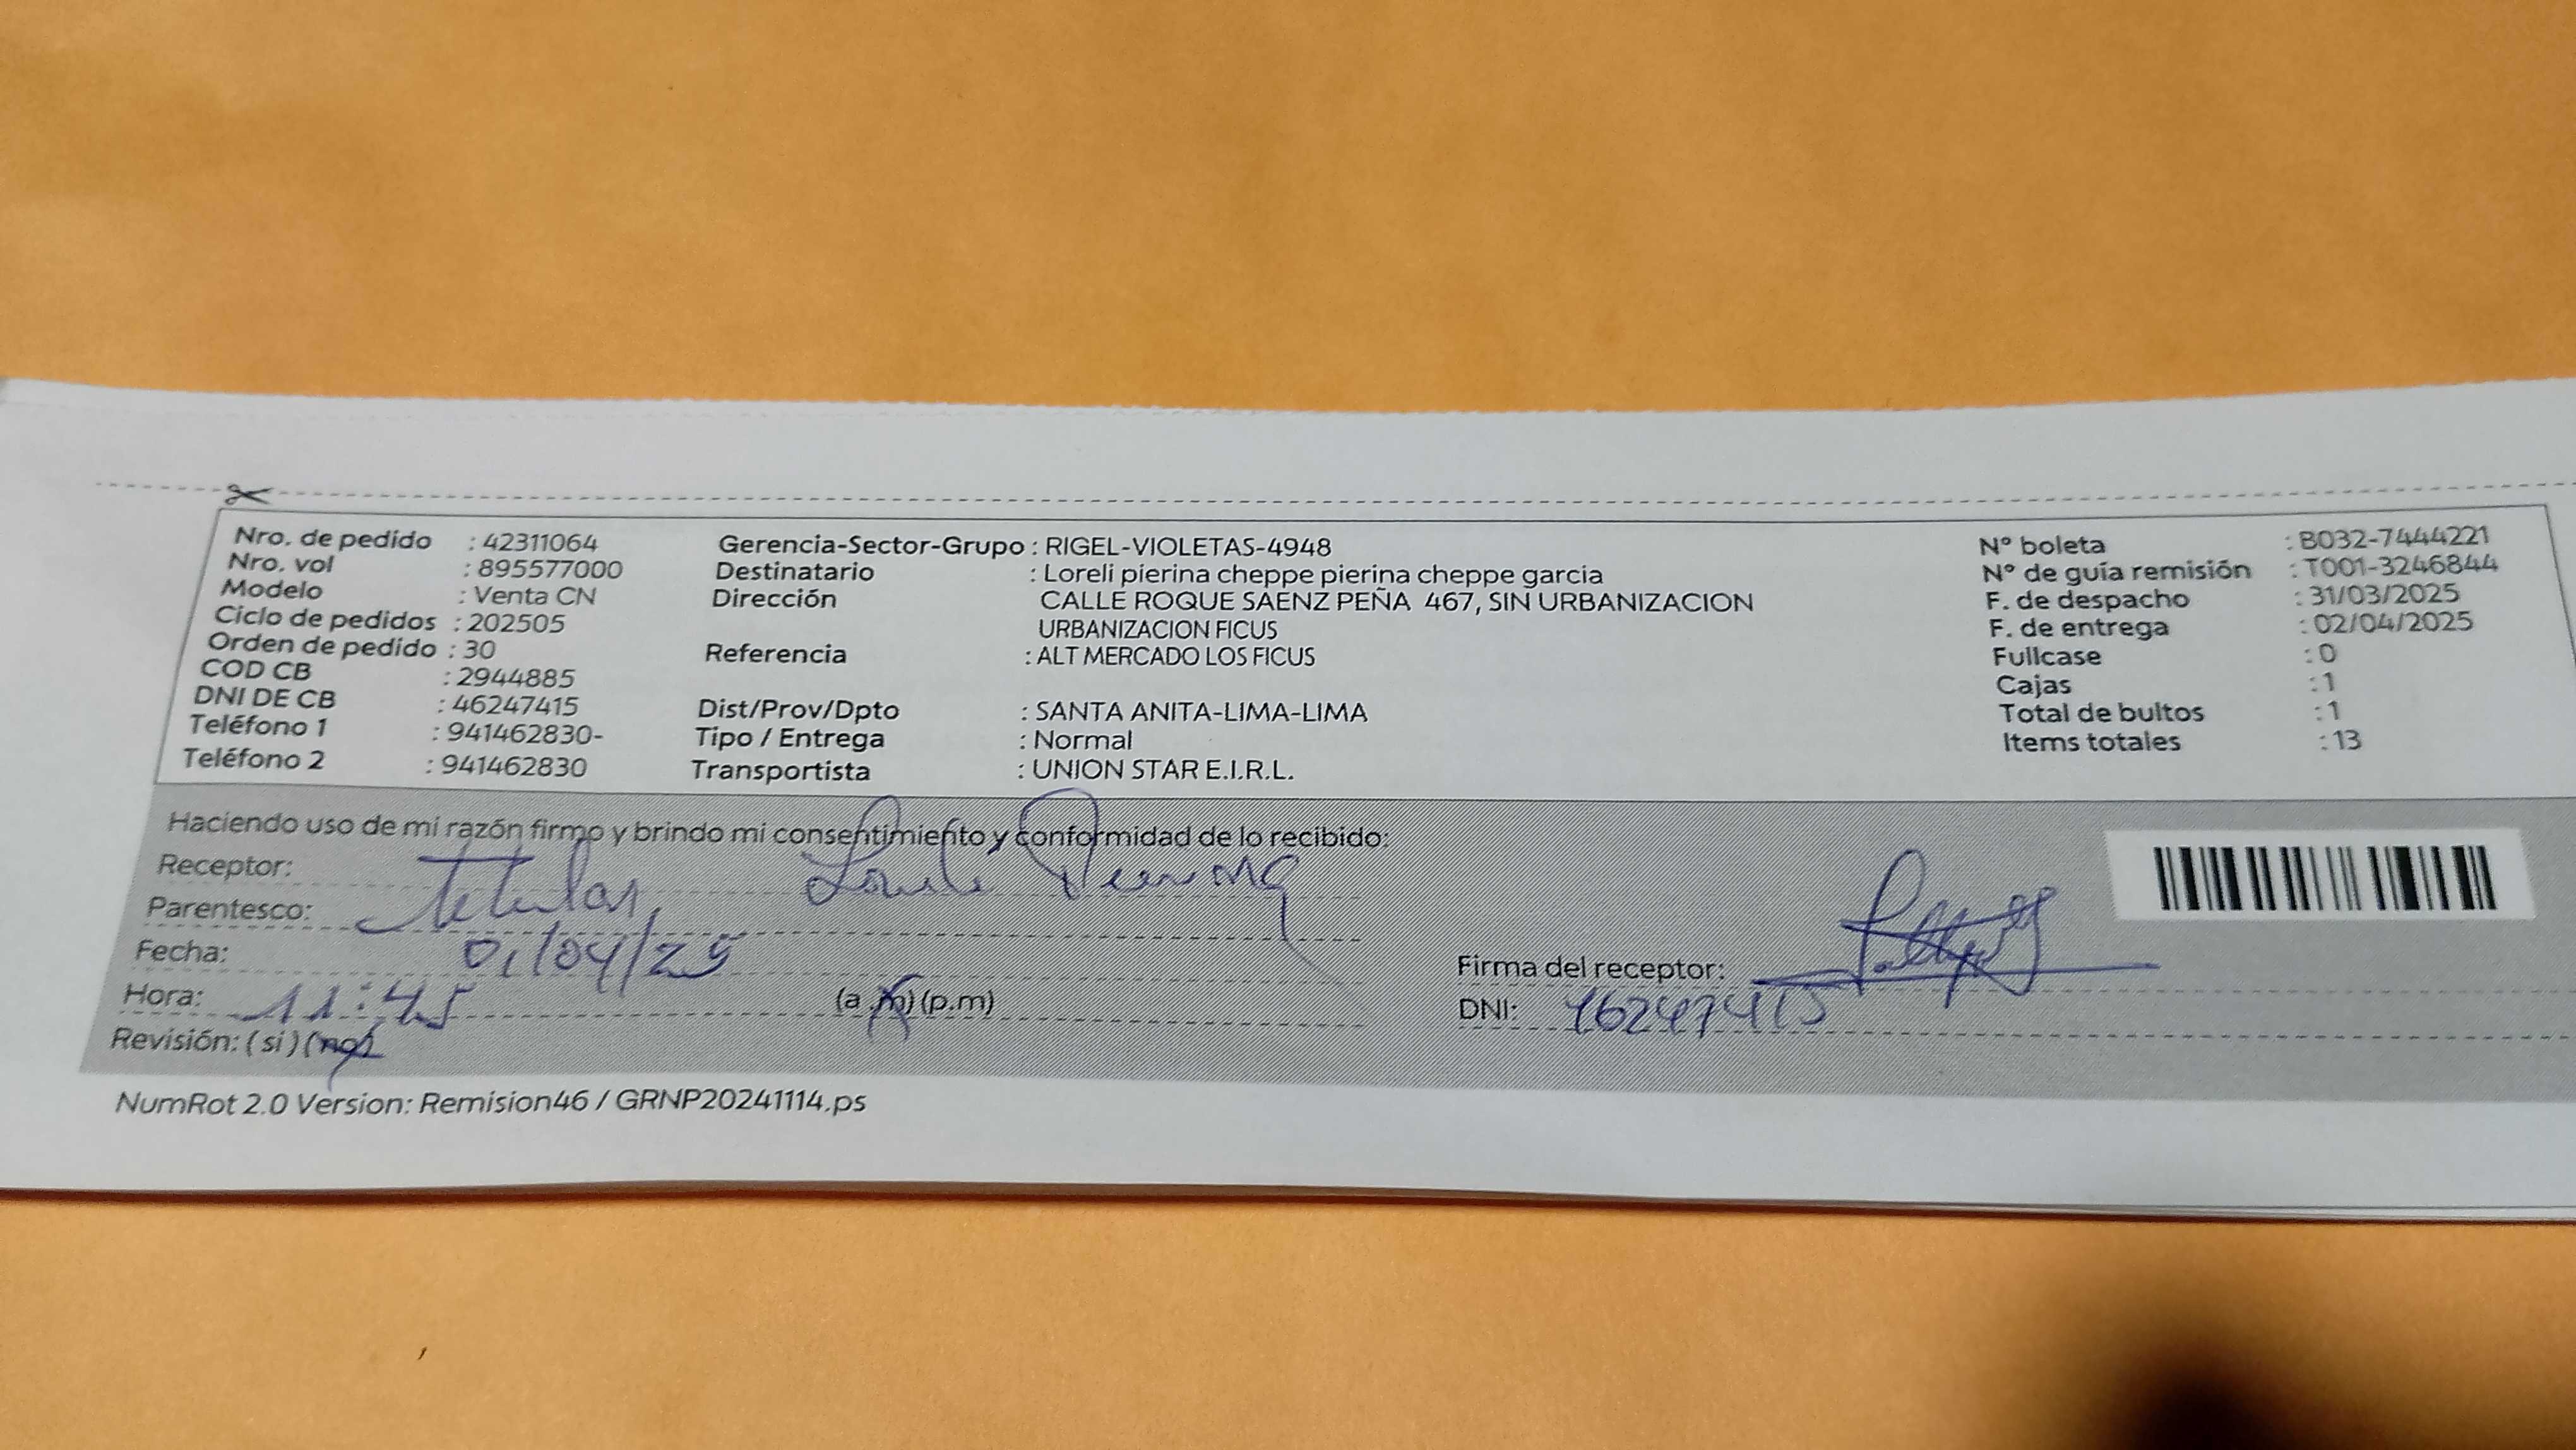 Nro. de pedido : 42311064
Nro. vol : 895577000
Modelo : Venta CN
Ciclo de pedidos : 202505
Orden de pedido : 30
COD CB : 2944885
DNI DE CB : 46247415
Teléfono 1 : 941462830-
Teléfono 2 : 941462830
Gerencia-Sector-Grupo : RIGEL-VIOLETAS-4948
Destinatario : Loreli pierina cheppe pierina cheppe garcia
Dirección CALLE ROQUE SAENZ PEÑA 467, SIN URBANIZACION
URBANIZACION FICUS
Referencia : ALT MERCADO LOS FICUS
Dist/Prov/Dpto : SANTA ANITA-LIMA-LIMA
Tipo / Entrega : Normal
Transportista : UNION STAR E.I.R.L.
N° boleta : B032-7444221
N° de guía remisión : T001-3246844
F. de despacho : 31/03/2025
F. de entrega : 02/04/2025
Fullcase : 0
Cajas : 1
Total de bultos : 1
Items totales : 13
Haciendo uso de mi razón firmo y brindo mi consentimiento y conformidad de lo recibido:
Receptor:
Parentesco: titular
Fecha: 01/04/25
Hora: 11:45 (a.m) (p.m)
Revisión: (si) (no)
Firma del receptor:
DNI: 46247415
NumRot 2.0 Version: Remision46 / GRNP20241114.ps